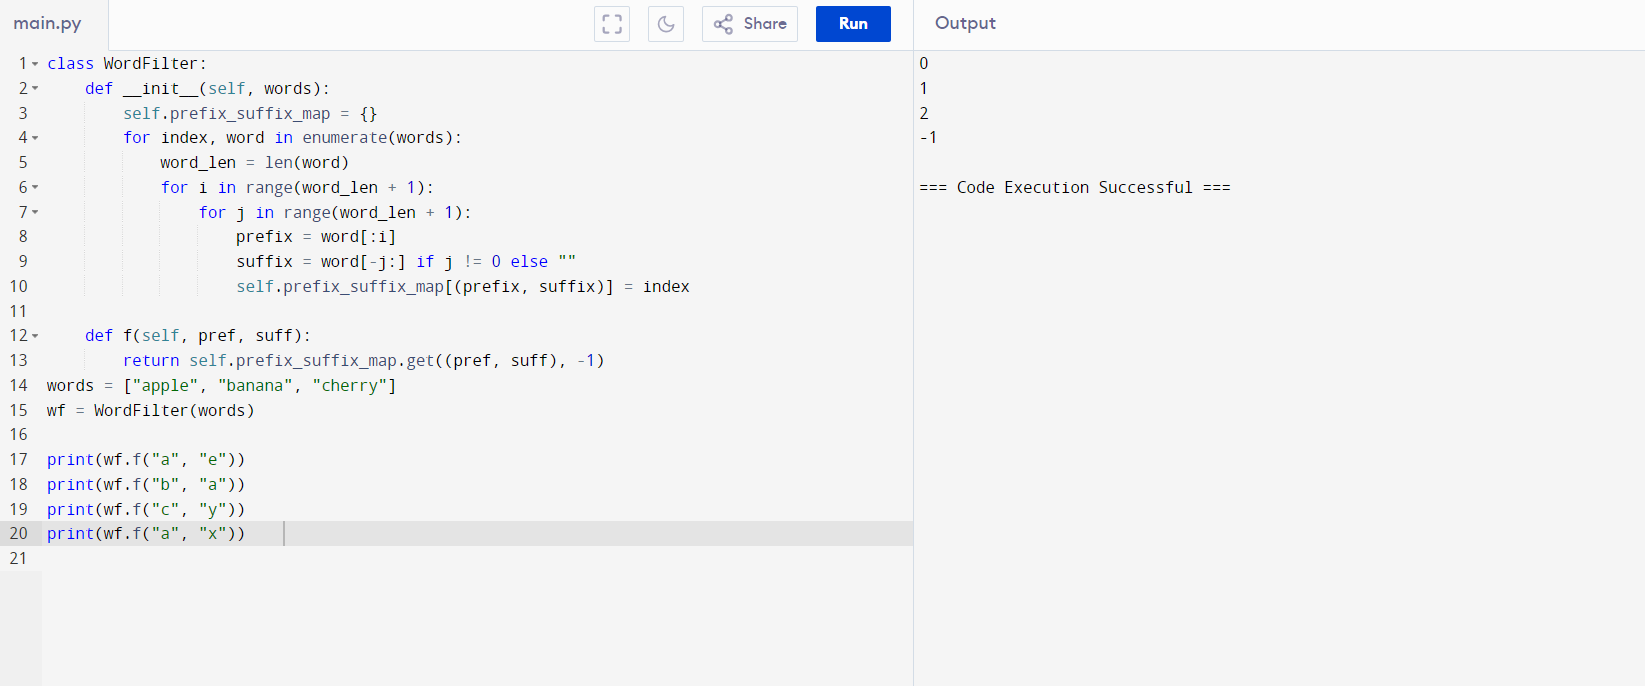 main.py
Share
Run
Output
1 class WordFilter:
2     def __init__(self, words):
3         self.prefix_suffix_map = {}
4         for index, word in enumerate(words):
5             word_len = len(word)
6             for i in range(word_len + 1):
7                 for j in range(word_len + 1):
8                     prefix = word[:i]
9                     suffix = word[-j:] if j != 0 else ""
10                     self.prefix_suffix_map[(prefix, suffix)] = index
11
12     def f(self, pref, suff):
13         return self.prefix_suffix_map.get((pref, suff), -1)
14 words = ["apple", "banana", "cherry"]
15 wf = WordFilter(words)
16
17 print(wf.f("a", "e"))
18 print(wf.f("b", "a"))
19 print(wf.f("c", "y"))
20 print(wf.f("a", "x"))
21
0
1
2
-1
=== Code Execution Successful ===